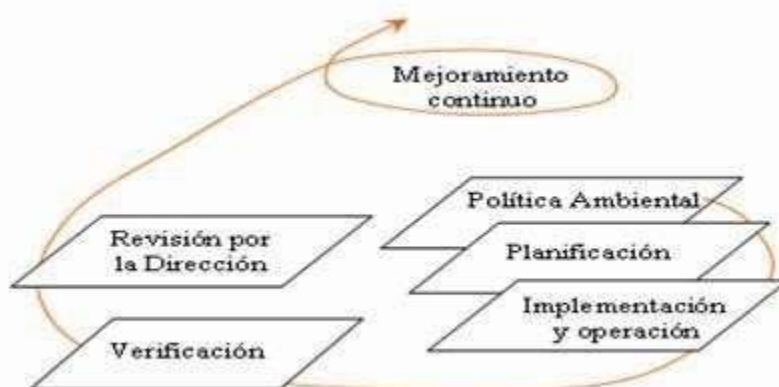 Mejoramiento
continuo
Política Ambiental
Planificación
Implementación
y operación
Verificación
Revisión por
la Dirección